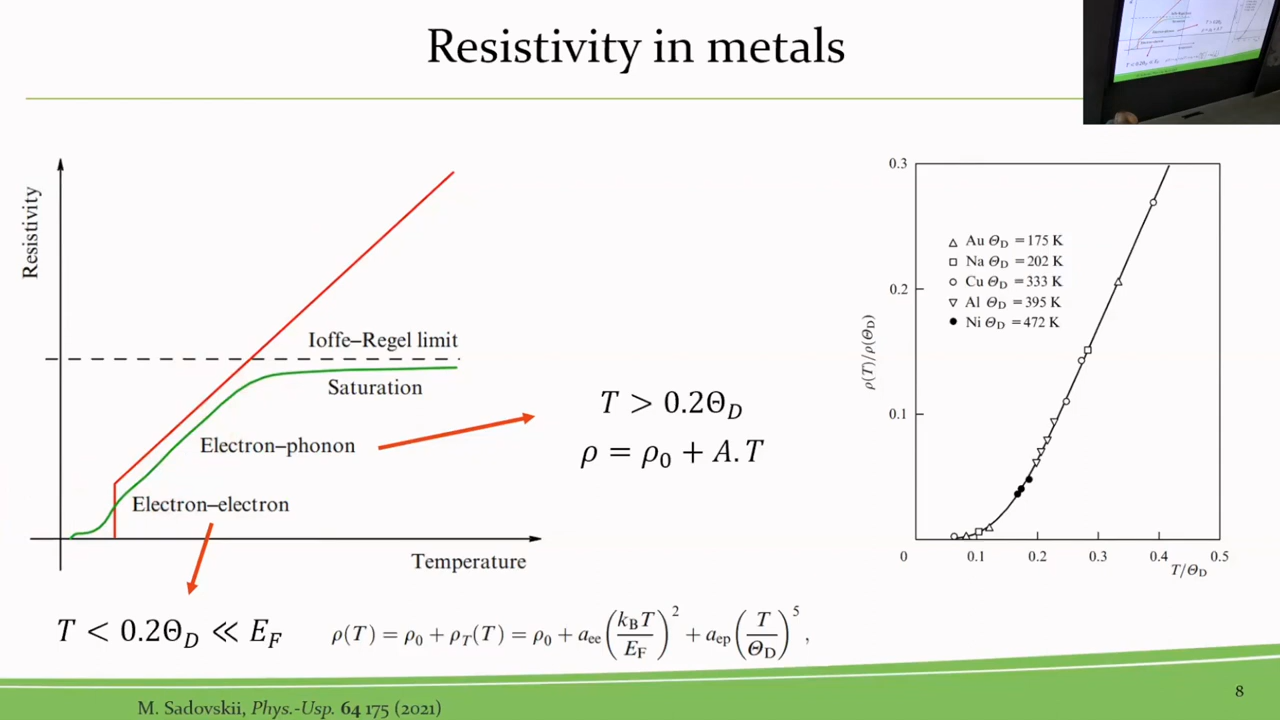 Resistivity in metals
Resistivity
Ioffe–Regel limit
Saturation
Electron–phonon
Electron–electron
Temperature
T > 0.2Θ_D
ρ = ρ₀ + A.T
T < 0.2Θ_D ≪ E_F
ρ(T) = ρ₀ + ρ_T(T) = ρ₀ + a_ee (k_B T / E_F)² + a_ep (T / Θ_D)⁵ ,
0.3
0.2
0.1
ρ(T)/ρ(Θ_D)
Au Θ_D = 175 K
Na Θ_D = 202 K
Cu Θ_D = 333 K
Al Θ_D = 395 K
Ni Θ_D = 472 K
0 0.1 0.2 0.3 0.4 0.5
T/Θ_D
M. Sadovskii, Phys.-Usp. 64 175 (2021)
8